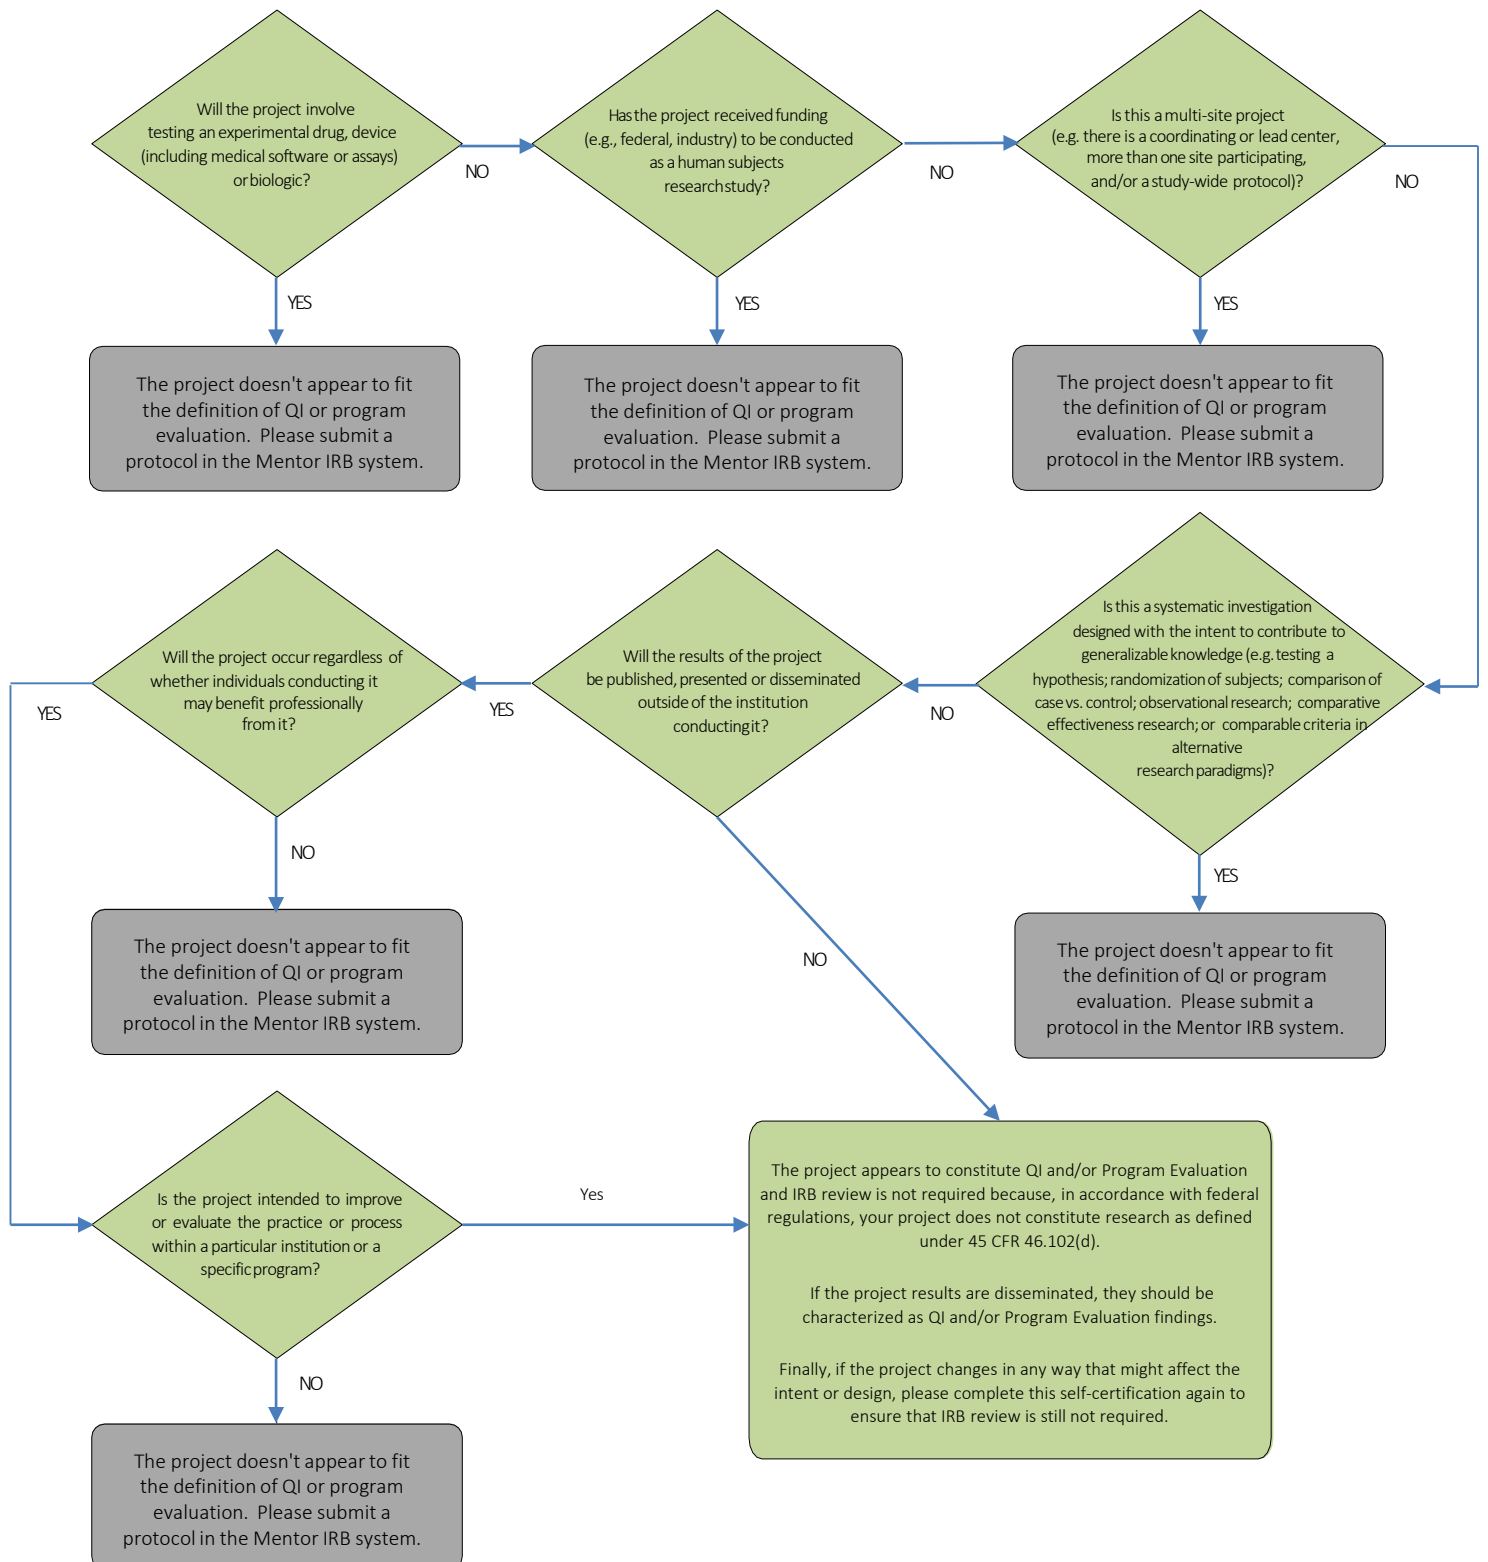 Will the project involve
testing an experimental drug, device
(including medical software or assays)
or biologic?
NO
YES
The project doesn't appear to fit
the definition of QI or program
evaluation. Please submit a
protocol in the Mentor IRB system.
Has the project received funding
(e.g., federal, industry) to be conducted
as a human subjects
research study?
NO
YES
The project doesn't appear to fit
the definition of QI or program
evaluation. Please submit a
protocol in the Mentor IRB system.
Is this a multi-site project
(e.g. there is a coordinating or lead center,
more than one site participating,
and/or a study-wide protocol)?
NO
YES
The project doesn't appear to fit
the definition of QI or program
evaluation. Please submit a
protocol in the Mentor IRB system.
Is this a systematic investigation
designed with the intent to contribute to
generalizable knowledge (e.g. testing a
hypothesis; randomization of subjects; comparison of
case vs. control; observational research; comparative
effectiveness research; or comparable criteria in
alternative
research paradigms)?
NO
YES
The project doesn't appear to fit
the definition of QI or program
evaluation. Please submit a
protocol in the Mentor IRB system.
Will the results of the project
be published, presented or disseminated
outside of the institution
conducting it?
YES
NO
Will the project occur regardless of
whether individuals conducting it
may benefit professionally
from it?
YES
NO
The project doesn't appear to fit
the definition of QI or program
evaluation. Please submit a
protocol in the Mentor IRB system.
Is the project intended to improve
or evaluate the practice or process
within a particular institution or a
specific program?
Yes
NO
The project doesn't appear to fit
the definition of QI or program
evaluation. Please submit a
protocol in the Mentor IRB system.
The project appears to constitute QI and/or Program Evaluation
and IRB review is not required because, in accordance with federal
regulations, your project does not constitute research as defined
under 45 CFR 46.102(d).
If the project results are disseminated, they should be
characterized as QI and/or Program Evaluation findings.
Finally, if the project changes in any way that might affect the
intent or design, please complete this self-certification again to
ensure that IRB review is still not required.